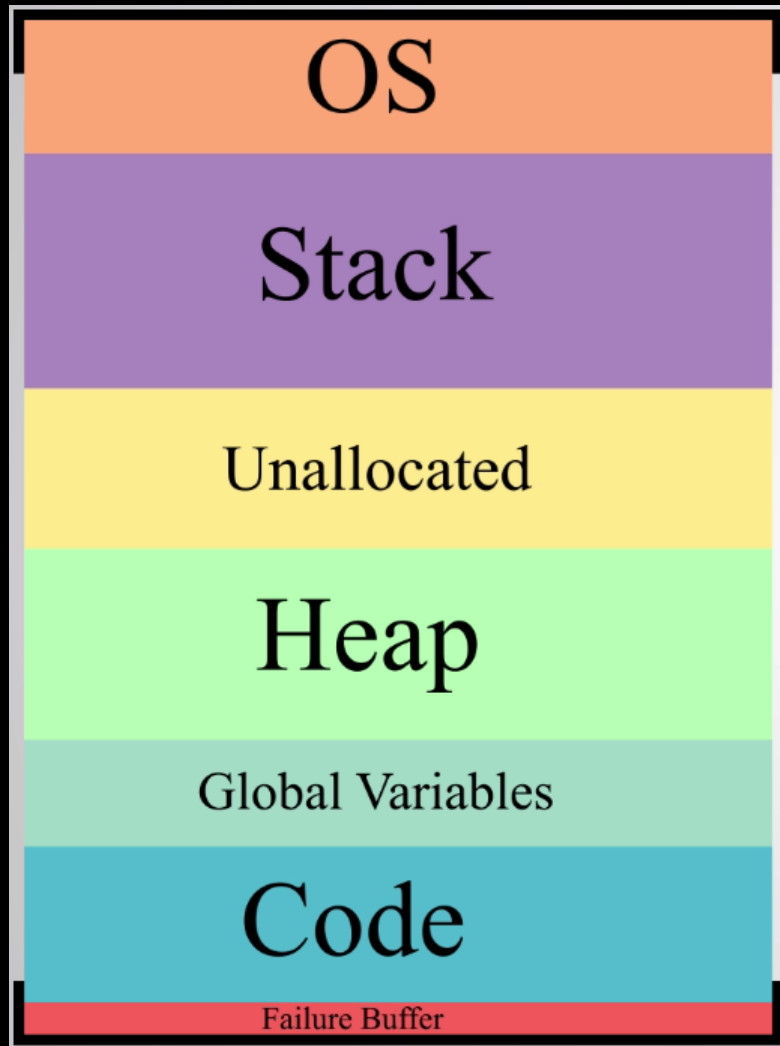 OS
Stack
Unallocated
Heap
Global Variables
Code
Failure Buffer